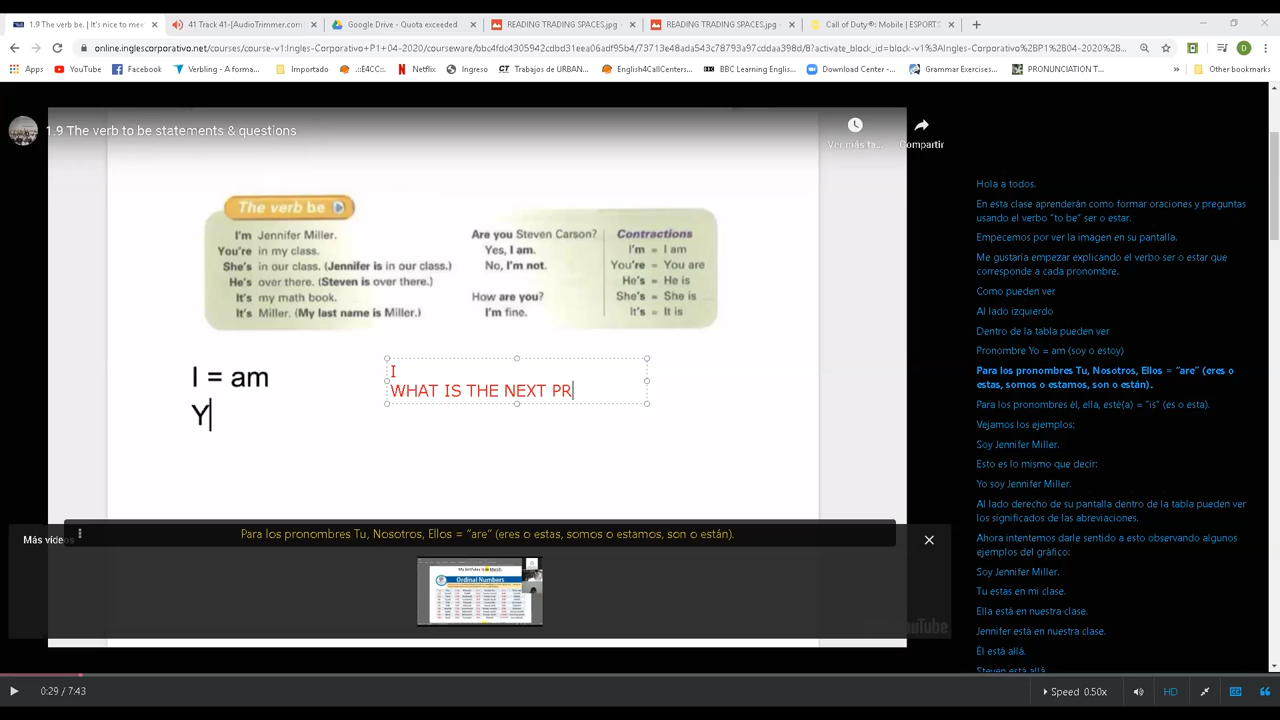 1.9 The verb be. | It's nice to mee
41 Track 41-[AudioTrimmer.com
Google Drive - Quota exceeded
READING TRADING SPACES.jpg -
READING TRADING SPACES.jpg -
Call of Duty®: Mobile | ESPORT
online.inglescorporativo.net/courses/course-v1:Ingles-Corporativo+P1+04-2020/courseware/bbc4fdc4305942cdbd31eea06adf95b4/73713e48ada543c78793a97cddaa398d/8?activate_block_id=block-v1%3AIngles-Corporativo%2BP1%2B04-2020%2B...
D
Apps
YouTube
Facebook
Verbling - A forma...
Importado
.::E4CC::.
Netflix
Ingreso
Trabajos de URBAN...
English4CallCenters...
BBC Learning Englis...
Download Center -...
Grammar Exercises...
PRONUNCIATION T...
»
Other bookmarks
1.9 The verb to be statements & questions
Ver más ta...
Compartir
The verb be
I'm Jennifer Miller.
You're in my class.
She's in our class. (Jennifer is in our class.)
He's over there. (Steven is over there.)
It's my math book.
It's Miller. (My last name is Miller.)
Are you Steven Carson?
Yes, I am.
No, I'm not.
How are you?
I'm fine.
Contractions
I'm = I am
You're = You are
He's = He is
She's = She is
It's = It is
I = am
Y
I
WHAT IS THE NEXT PR
Para los pronombres Tu, Nosotros, Ellos = “are” (eres o estas, somos o estamos, son o están).
Más vídeos
My birthday is
March
Ordinal Numbers
YouTube
Hola a todos.
En esta clase aprenderán como formar oraciones y preguntas
usando el verbo “to be” ser o estar.
Empecemos por ver la imagen en su pantalla.
Me gustaría empezar explicando el verbo ser o estar que
corresponde a cada pronombre.
Como pueden ver
Al lado izquierdo
Dentro de la tabla pueden ver
Pronombre Yo = am (soy o estoy)
Para los pronombres Tu, Nosotros, Ellos = “are” (eres o
estas, somos o estamos, son o están).
Para los pronombres él, ella, esté(a) = “is” (es o esta).
Vejamos los ejemplos:
Soy Jennifer Miller.
Esto es lo mismo que decir:
Yo soy Jennifer Miller.
Al lado derecho de su pantalla dentro de la tabla pueden ver
los significados de las abreviaciones.
Ahora intentemos darle sentido a esto observando algunos
ejemplos del gráfico:
Soy Jennifer Miller.
Tu estas en mi clase.
Ella está en nuestra clase.
Jennifer está en nuestra clase.
Él está allá.
Steven está allá.
0:29 / 7:43
Speed 0.50x
HD